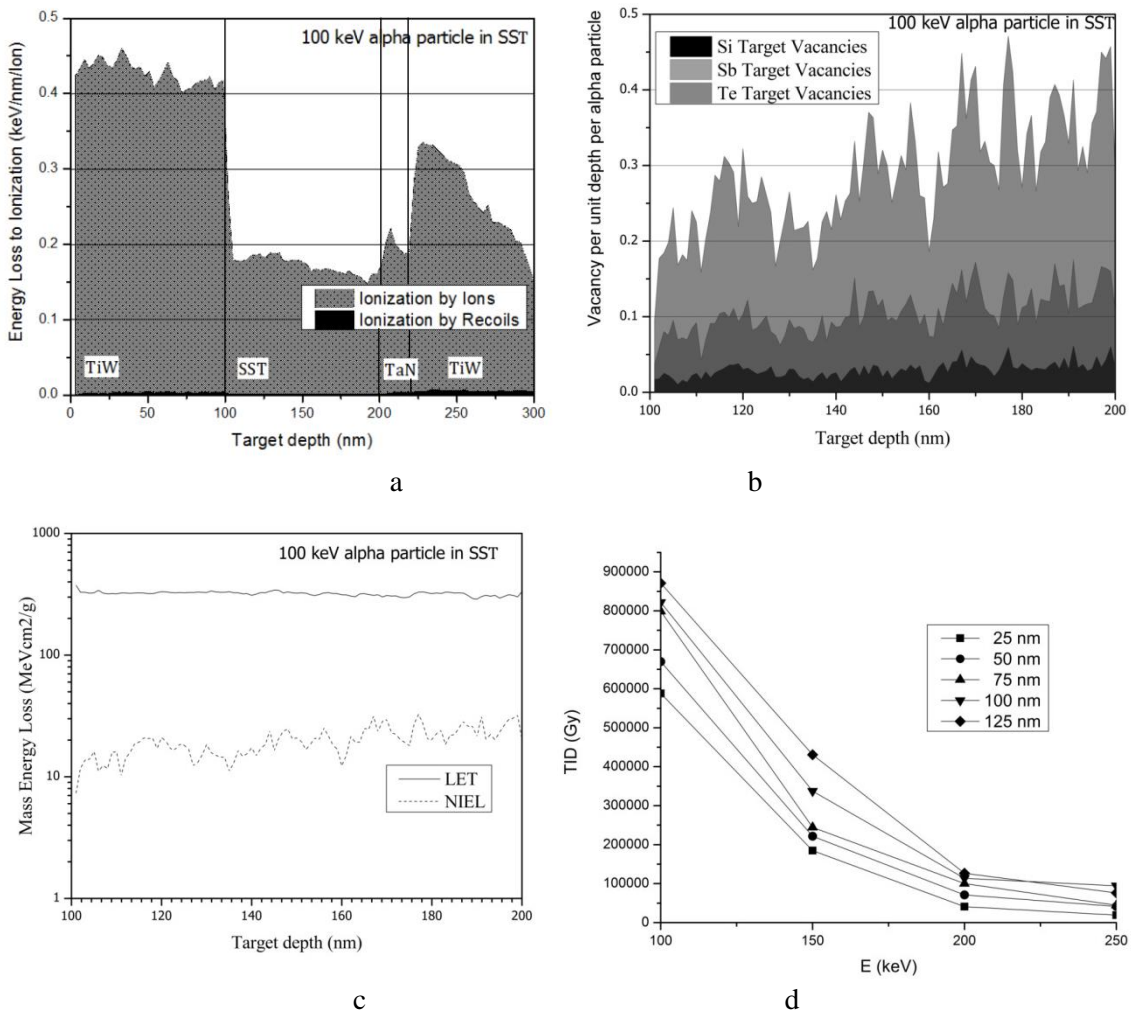 100 keV alpha particle in SST
Energy Loss to Ionization (keV/nm/Ion)
0.5
0.4
0.3
0.2
0.1
0.0
Ionization by Ions
Ionization by Recoils
TiW
SST
TaN
TiW
0 50 100 150 200 250 300
Target depth (nm)
a
100 keV alpha particle in SST
Vacancy per unit depth per alpha particle
0.5
0.4
0.3
0.2
0.1
0.0
Si Target Vacancies
Sb Target Vacancies
Te Target Vacancies
100 120 140 160 180 200
Target depth (nm)
b
100 keV alpha particle in SST
Mass Energy Loss (MeVcm2/g)
1000
100
10
1
LET
NIEL
100 120 140 160 180 200
Target depth (nm)
c
TID (Gy)
900000
800000
700000
600000
500000
400000
300000
200000
100000
0
25 nm
50 nm
75 nm
100 nm
125 nm
100 150 200 250
E (keV)
d